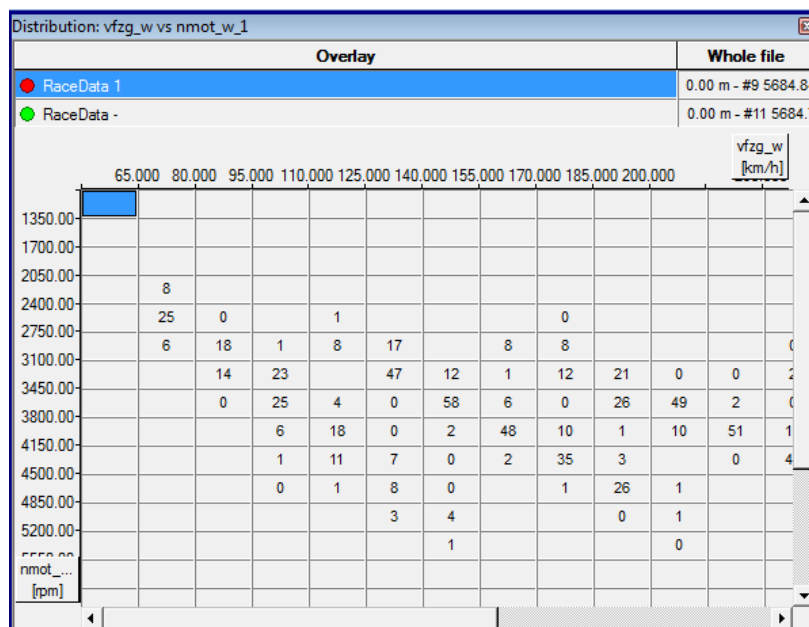 Distribution: vfzg_w vs nmot_w_1
Overlay Whole file
RaceData 1 0.00 m - #9 5684.8
RaceData - 0.00 m - #11 5684.
vfzg_w
[km/h]
65.000 80.000 95.000 110.000 125.000 140.000 155.000 170.000 185.000 200.000
1350.00
1700.00
2050.00
8
2400.00
25 0 1 0
2750.00
6 18 1 8 17 8 8
3100.00
14 23 47 12 1 12 21 0 0 2
3450.00
0 25 4 0 58 6 0 26 49 2 0
3800.00
6 18 0 2 48 10 1 10 51 1
4150.00
1 11 7 0 2 35 3 0 4
4500.00
0 1 8 0 1 26 1
4850.00
3 4 0 1
5200.00
1 0
nmot_...
[rpm]